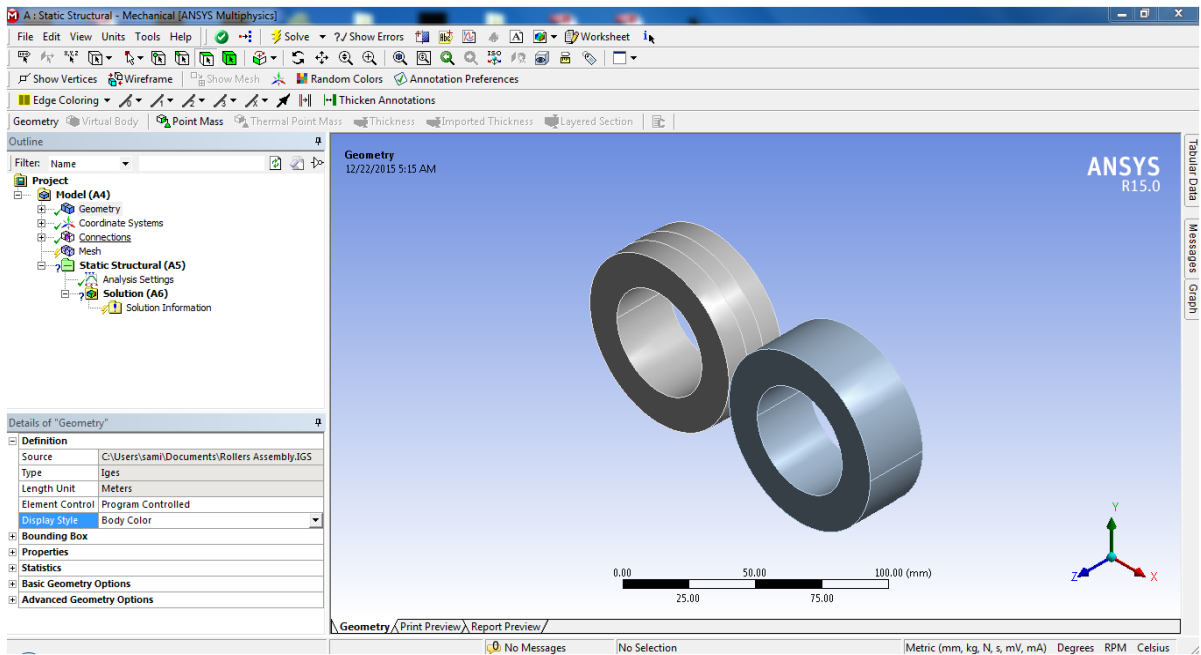 A : Static Structural - Mechanical [ANSYS Multiphysics]
File Edit View Units Tools Help Solve ?/ Show Errors Worksheet
Show Vertices Wireframe Show Mesh Random Colors Annotation Preferences
Edge Coloring Thicken Annotations
Geometry Virtual Body Point Mass Thermal Point Mass Thickness Imported Thickness Layered Section
Outline
Filter: Name
Project
Model (A4)
Geometry
Coordinate Systems
Connections
Mesh
Static Structural (A5)
Analysis Settings
Solution (A6)
Solution Information
Details of "Geometry"
Definition
Source C:\Users\sami\Documents\Rollers Assembly.IGS
Type Iges
Length Unit Meters
Element Control Program Controlled
Display Style Body Color
Bounding Box
Properties
Statistics
Basic Geometry Options
Advanced Geometry Options
Geometry
12/22/2015 5:15 AM
ANSYS
R15.0
Y
Z X
0.00 50.00 100.00 (mm)
25.00 75.00
Geometry Print Preview Report Preview
Tabular Data
Messages
Graph
0 No Messages No Selection Metric (mm, kg, N, s, mV, mA) Degrees RPM Celsius